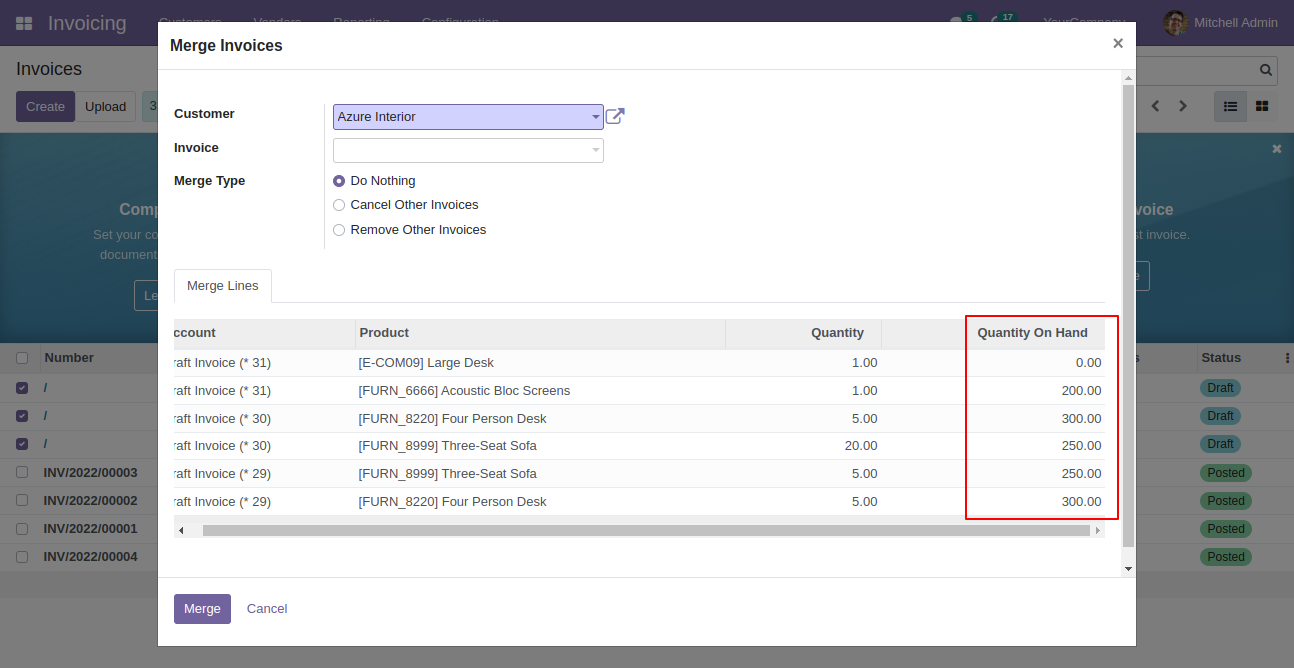 Invoicing
Customers Vendors Reporting Configuration 5 17 YourCompany Mitchell Admin
Merge Invoices ×
Invoices
Create Upload 3
Customer Azure Interior
Invoice
Merge Type Do Nothing
Cancel Other Invoices
Remove Other Invoices
Comp
Set your co
document
Le
voice
st invoice.
e
Merge Lines
ccount Product Quantity Quantity On Hand
raft Invoice (* 31) [E-COM09] Large Desk 1.00 0.00
raft Invoice (* 31) [FURN_6666] Acoustic Bloc Screens 1.00 200.00
raft Invoice (* 30) [FURN_8220] Four Person Desk 5.00 300.00
raft Invoice (* 30) [FURN_8999] Three-Seat Sofa 20.00 250.00
raft Invoice (* 29) [FURN_8999] Three-Seat Sofa 5.00 250.00
raft Invoice (* 29) [FURN_8220] Four Person Desk 5.00 300.00
Number s Status
/ Draft
/ Draft
/ Draft
INV/2022/00003 Posted
INV/2022/00002 Posted
INV/2022/00001 Posted
INV/2022/00004 Posted
Merge Cancel